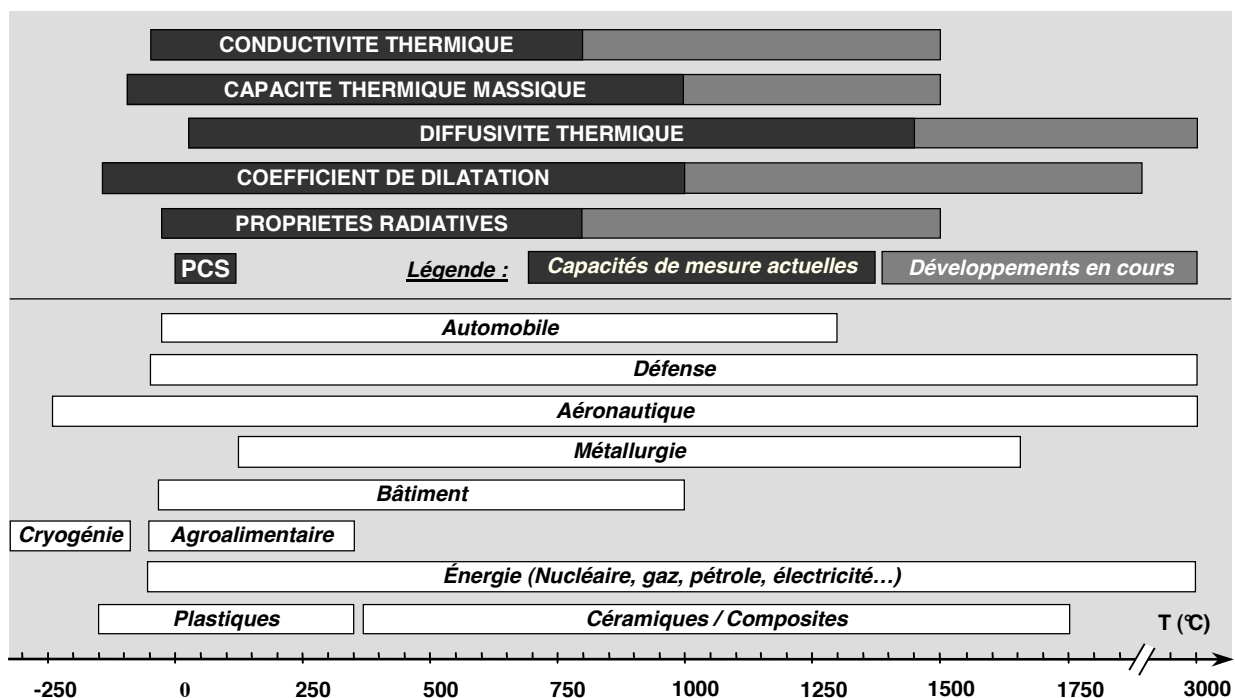 CONDUCTIVITE THERMIQUE
CAPACITE THERMIQUE MASSIQUE
DIFFUSIVITE THERMIQUE
COEFFICIENT DE DILATATION
PROPRIETES RADIATIVES
PCS Légende : Capacités de mesure actuelles Développements en cours
Automobile
Défense
Aéronautique
Métallurgie
Bâtiment
Cryogénie Agroalimentaire
Énergie (Nucléaire, gaz, pétrole, électricité…)
Plastiques Céramiques / Composites T (°C)
-250 0 250 500 750 1000 1250 1500 1750 3000